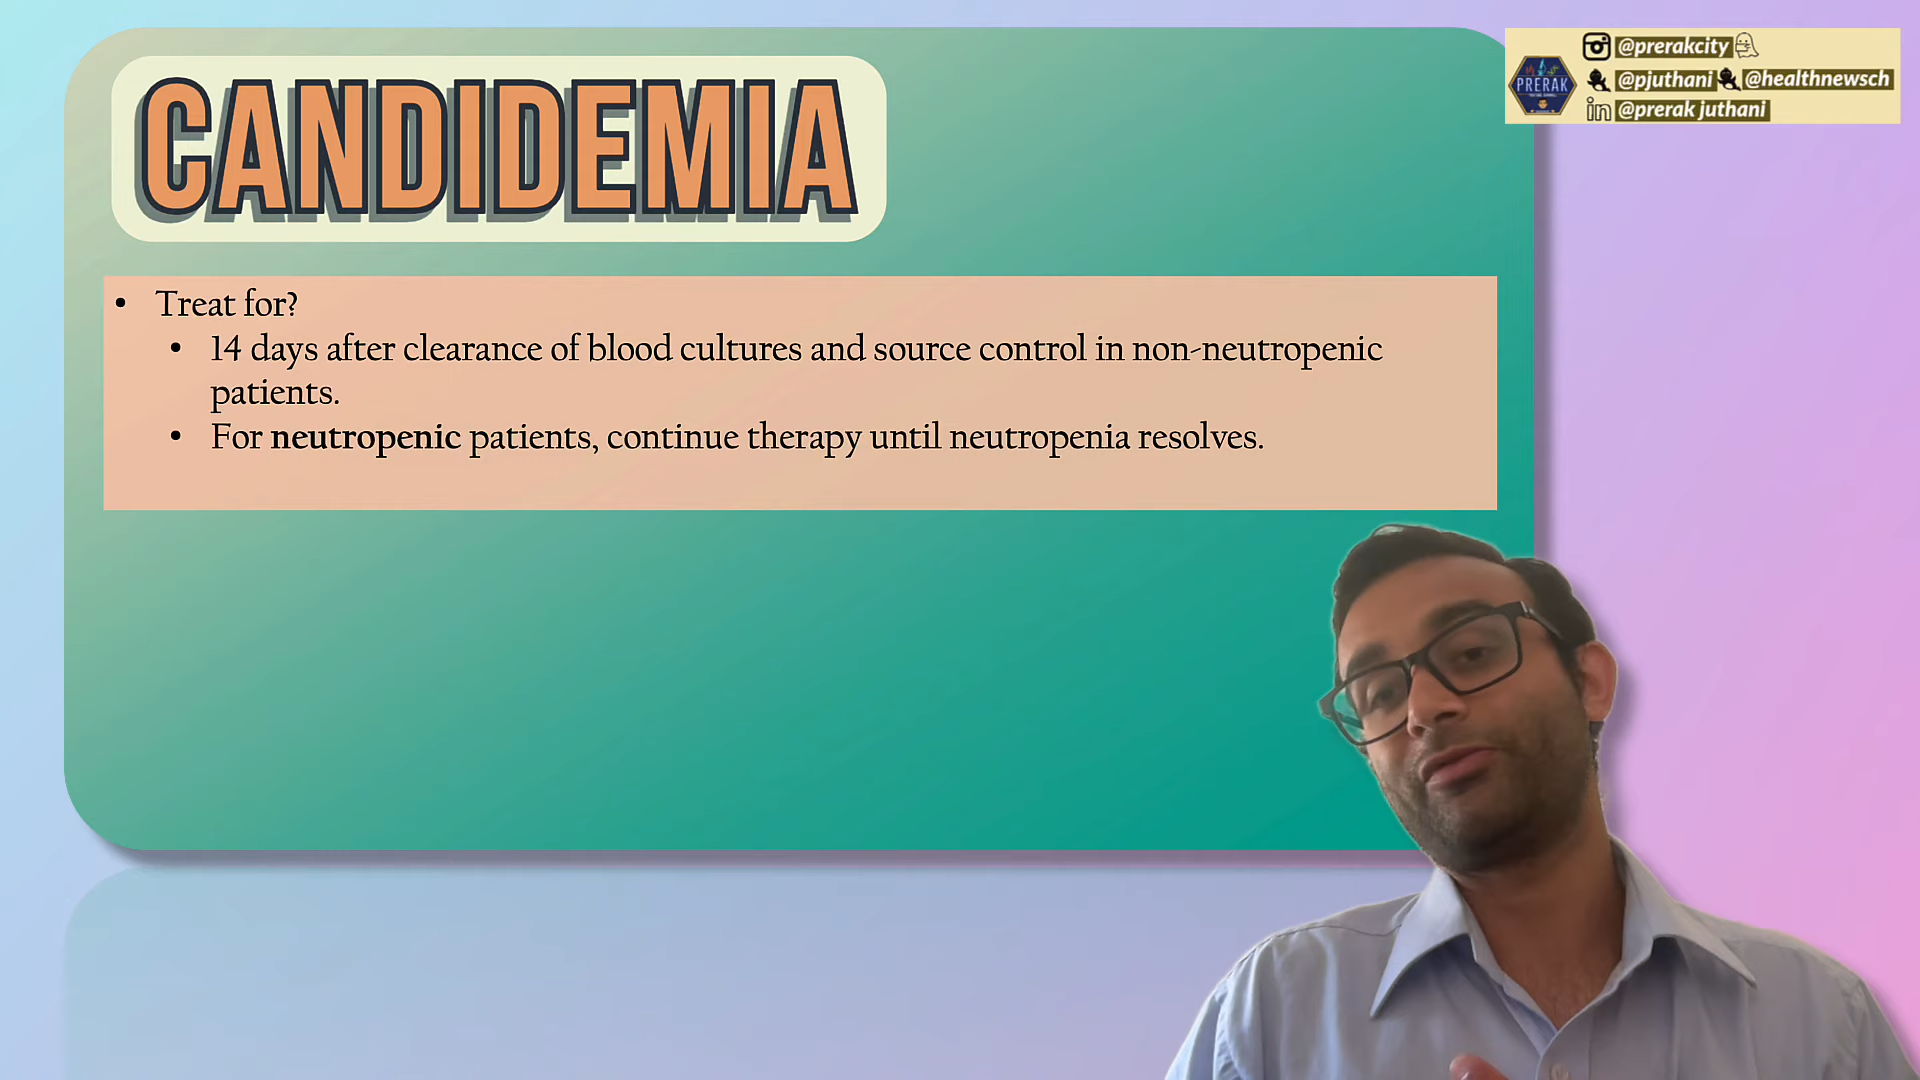 CANDIDEMIA
• Treat for?
• 14 days after clearance of blood cultures and source control in non-neutropenic
patients.
• For neutropenic patients, continue therapy until neutropenia resolves.
@prerakcity
@pjuthani @healthnewsch
in @prerak juthani
PRERAK